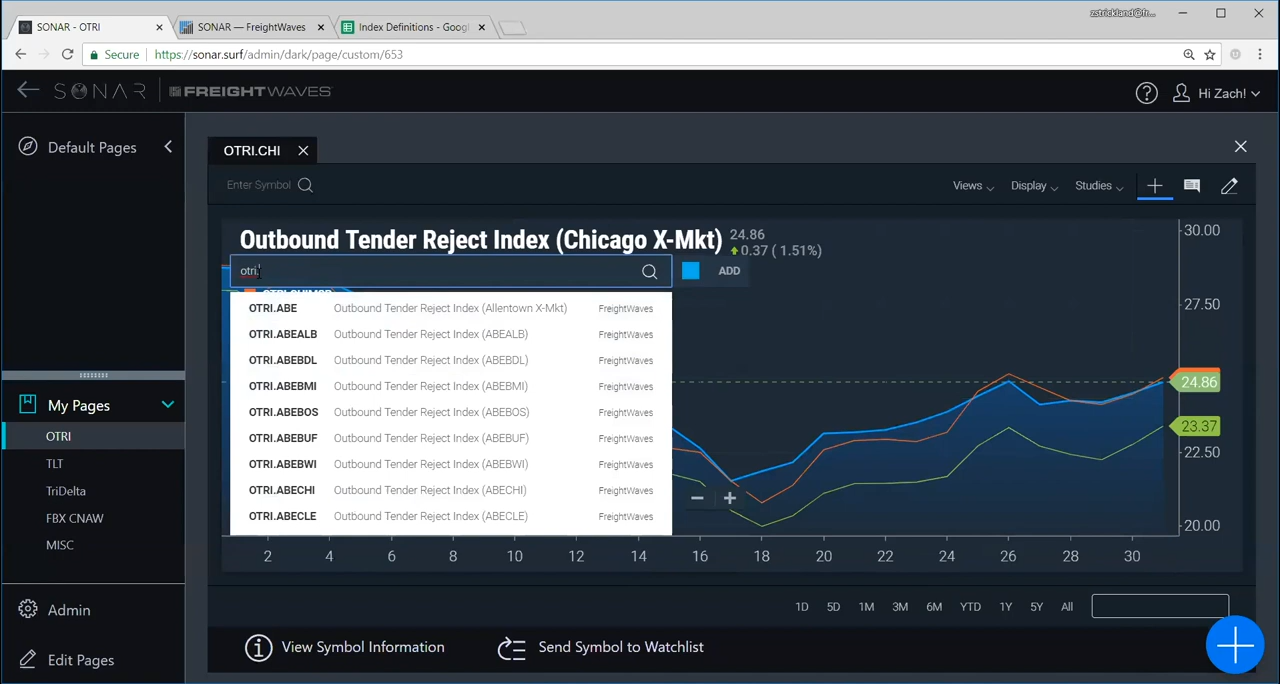 zstrickland@fr...
SONAR - OTRI
SONAR — FreightWaves
Index Definitions - Goog
Secure
https://sonar.surf/admin/dark/page/custom/653
SONAR
FREIGHTWAVES
Hi Zach!
Default Pages
OTRI.CHI
Enter Symbol
Views
Display
Studies
Outbound Tender Reject Index (Chicago X-Mkt)
24.86
0.37 ( 1.51%)
otri.
ADD
OTRI.ABE Outbound Tender Reject Index (Allentown X-Mkt) FreightWaves
OTRI.ABEALB Outbound Tender Reject Index (ABEALB) FreightWaves
OTRI.ABEBDL Outbound Tender Reject Index (ABEBDL) FreightWaves
OTRI.ABEBMI Outbound Tender Reject Index (ABEBMI) FreightWaves
OTRI.ABEBOS Outbound Tender Reject Index (ABEBOS) FreightWaves
OTRI.ABEBUF Outbound Tender Reject Index (ABEBUF) FreightWaves
OTRI.ABEBWI Outbound Tender Reject Index (ABEBWI) FreightWaves
OTRI.ABECHI Outbound Tender Reject Index (ABECHI) FreightWaves
OTRI.ABECLE Outbound Tender Reject Index (ABECLE) FreightWaves
30.00
27.50
24.86
23.37
22.50
20.00
2 4 6 8 10 12 14 16 18 20 22 24 26 28 30
My Pages
OTRI
TLT
TriDelta
FBX CNAW
MISC
Admin
Edit Pages
1D 5D 1M 3M 6M YTD 1Y 5Y All
View Symbol Information
Send Symbol to Watchlist